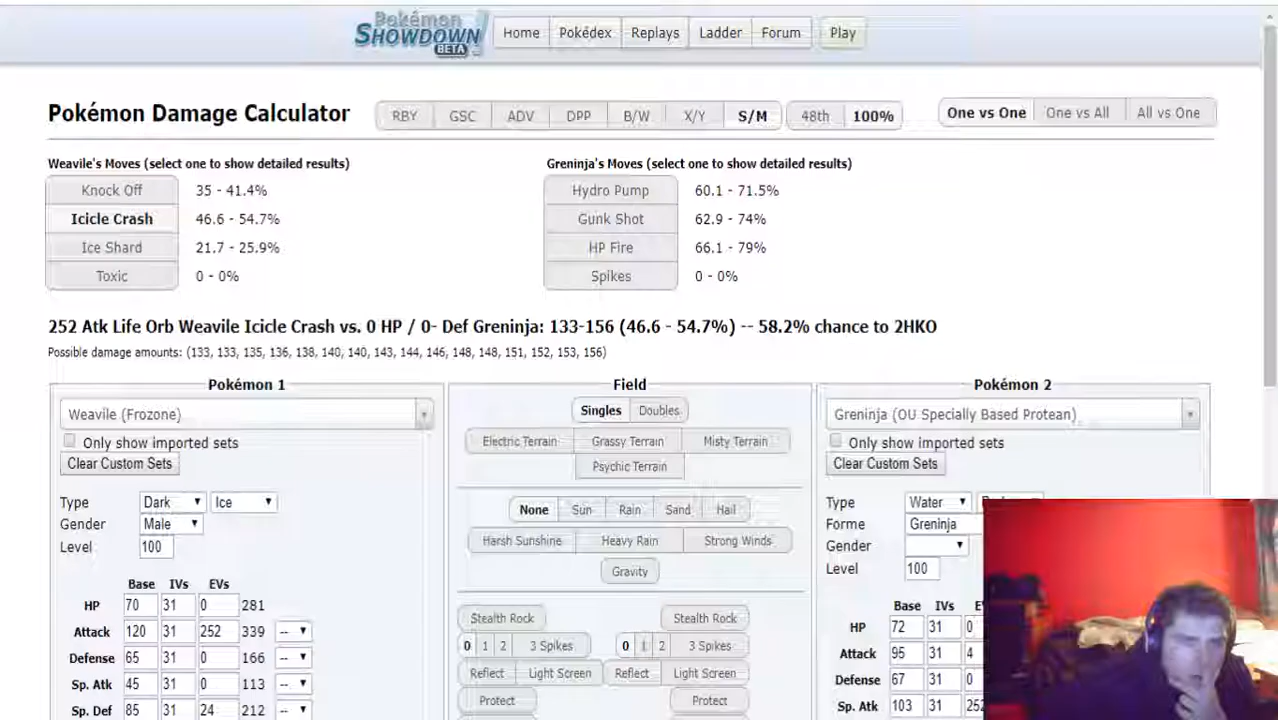 Pokémon
SHOWDOWN!
BETA
Home Pokédex Replays Ladder Forum Play
Pokémon Damage Calculator RBY GSC ADV DPP B/W X/Y S/M 48th 100% One vs One One vs All All vs One
Weavile's Moves (select one to show detailed results) Greninja's Moves (select one to show detailed results)
Knock Off 35 - 41.4% Hydro Pump 60.1 - 71.5%
Icicle Crash 46.6 - 54.7% Gunk Shot 62.9 - 74%
Ice Shard 21.7 - 25.9% HP Fire 66.1 - 79%
Toxic 0 - 0% Spikes 0 - 0%
252 Atk Life Orb Weavile Icicle Crash vs. 0 HP / 0- Def Greninja: 133-156 (46.6 - 54.7%) -- 58.2% chance to 2HKO
Possible damage amounts: (133, 133, 135, 136, 138, 140, 140, 143, 144, 146, 148, 148, 151, 152, 153, 156)
Pokémon 1 Field Pokémon 2
Weavile (Frozone) Singles Doubles Greninja (OU Specially Based Protean)
Only show imported sets Electric Terrain Grassy Terrain Misty Terrain Only show imported sets
Clear Custom Sets Psychic Terrain Clear Custom Sets
Type Dark Ice None Sun Rain Sand Hail Type Water
Gender Male Forme Greninja
Harsh Sunshine Heavy Rain Strong Winds Gender
Level 100 Gravity Level 100
Base IVs EVs
HP 70 31 0 281 Base IVs
Stealth Rock Stealth Rock HP 72 31 0
Attack 120 31 252 339 --
0 1 2 3 Spikes 0 1 2 3 Spikes Attack 95 31 4
Defense 65 31 0 166 --
Reflect Light Screen Reflect Light Screen Defense 67 31 0
Sp. Atk 45 31 0 113 --
Protect Protect Sp. Atk 103 31 252
Sp. Def 85 31 24 212 --